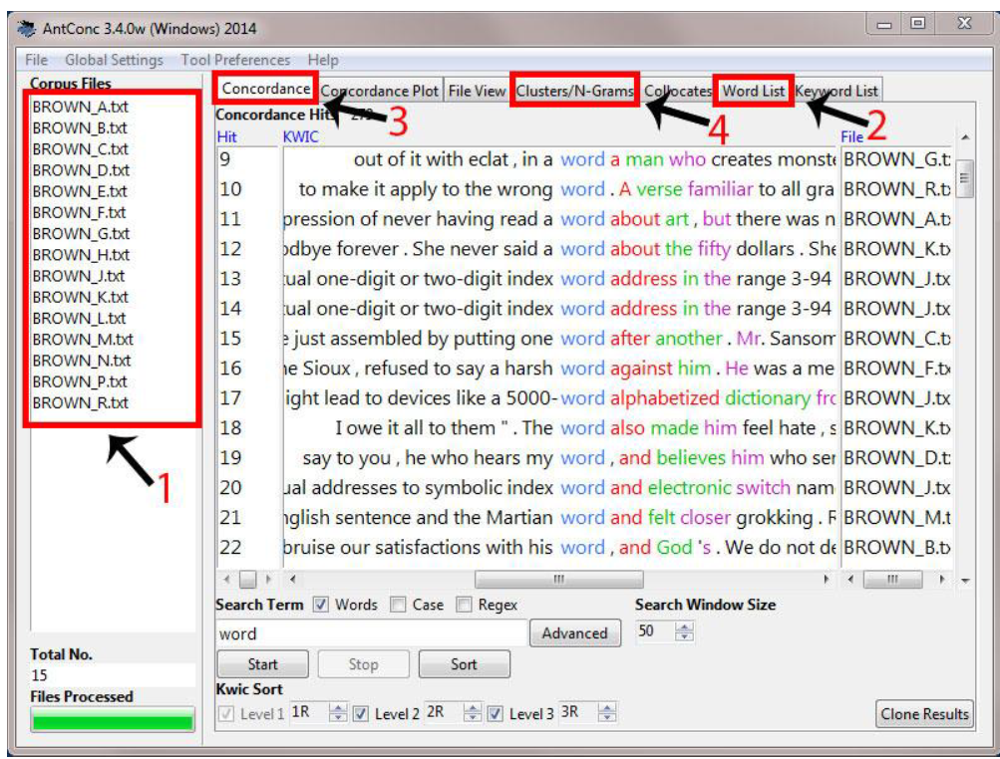 AntConc 3.4.0w (Windows) 2014
File Global Settings Tool Preferences Help
Corpus Files
BROWN_A.txt
BROWN_B.txt
BROWN_C.txt
BROWN_D.txt
BROWN_E.txt
BROWN_F.txt
BROWN_G.txt
BROWN_H.txt
BROWN_J.txt
BROWN_K.txt
BROWN_L.txt
BROWN_M.txt
BROWN_N.txt
BROWN_P.txt
BROWN_R.txt
1
Total No.
15
Files Processed
Concordance Concordance Plot File View Clusters/N-Grams Collocates Word List Keyword List
3 4 2
Concordance Hits
Hit KWIC File
9 out of it with eclat , in a word a man who creates monste BROWN_G.t
10 to make it apply to the wrong word . A verse familiar to all gra BROWN_R.t
11 pression of never having read a word about art , but there was n BROWN_A.t
12 odbye forever . She never said a word about the fifty dollars . She BROWN_K.t
13 tual one-digit or two-digit index word address in the range 3-94 BROWN_J.tx
14 tual one-digit or two-digit index word address in the range 3-94 BROWN_J.tx
15 e just assembled by putting one word after another . Mr. Sansom BROWN_C.t
16 he Sioux , refused to say a harsh word against him . He was a me BROWN_F.tx
17 ight lead to devices like a 5000- word alphabetized dictionary fro BROWN_J.tx
18 I owe it all to them " . The word also made him feel hate , s BROWN_K.t
19 say to you , he who hears my word , and believes him who ser BROWN_D.t
20 ual addresses to symbolic index word and electronic switch nam BROWN_J.tx
21 nglish sentence and the Martian word and felt closer grokking . F BROWN_M.t
22 bruise our satisfactions with his word , and God 's . We do not de BROWN_B.t
Search Term Words Case Regex Search Window Size
word Advanced 50
Start Stop Sort
Kwic Sort
Level 1 1R Level 2 2R Level 3 3R Clone Results